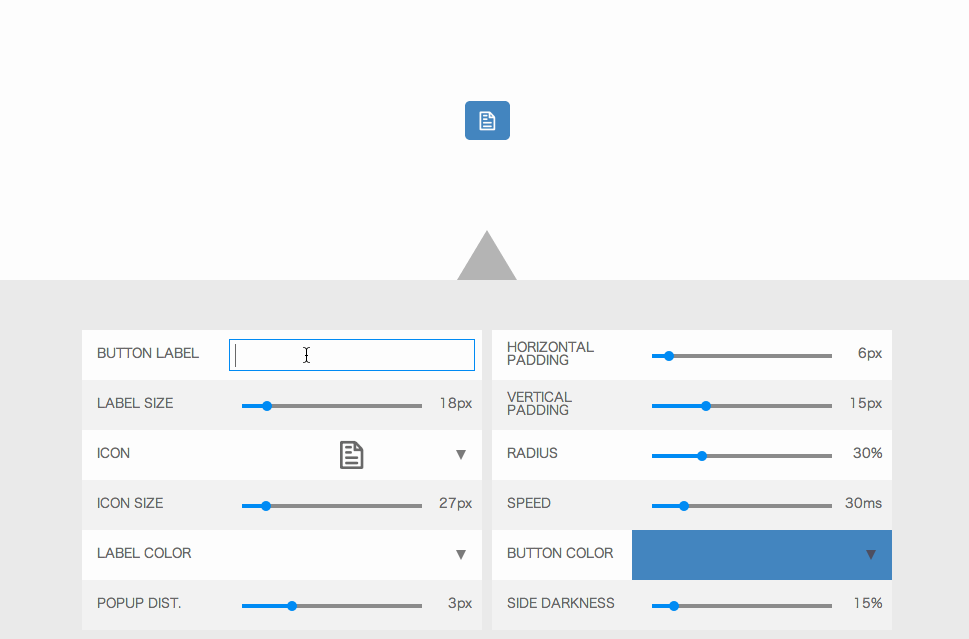 BUTTON LABEL
LABEL SIZE 18px
ICON
ICON SIZE 27px
LABEL COLOR
POPUP DIST. 3px
HORIZONTAL
PADDING 6px
VERTICAL
PADDING 15px
RADIUS 30%
SPEED 30ms
BUTTON COLOR
SIDE DARKNESS 15%